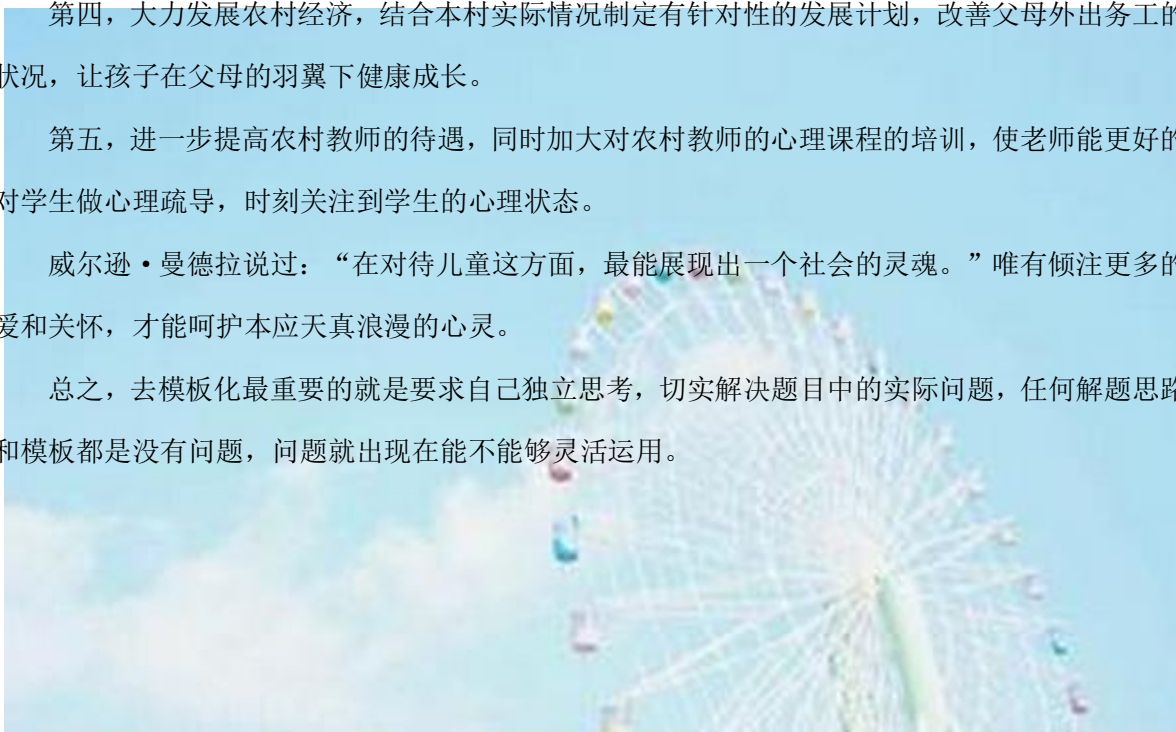 第四，大力发展农村经济，结合本村实际情况制定有针对性的发展计划，改善父母外出务工的
状况，让孩子在父母的羽翼下健康成长。
第五，进一步提高农村教师的待遇，同时加大对农村教师的心理课程的培训，使老师能更好的
对学生做心理疏导，时刻关注到学生的心理状态。
威尔逊·曼德拉说过：“在对待儿童这方面，最能展现出一个社会的灵魂。”唯有倾注更多的
爱和关怀，才能呵护本应天真浪漫的心灵。
总之，去模板化最重要的就是要求自己独立思考，切实解决题目中的实际问题，任何解题思路
和模板都是没有问题，问题就出现在能不能够灵活运用。